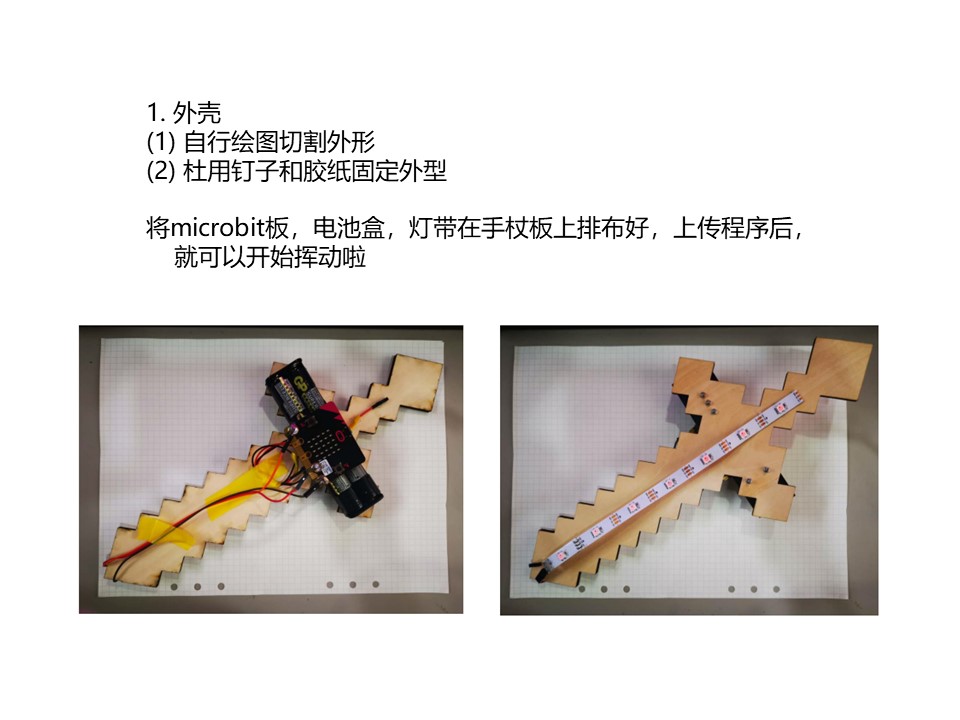 1. 外壳
(1) 自行绘图切割外形
(2) 杜用钉子和胶纸固定外型
将microbit板，电池盒，灯带在手杖板上排布好，上传程序后，
就可以开始挥动啦
GP